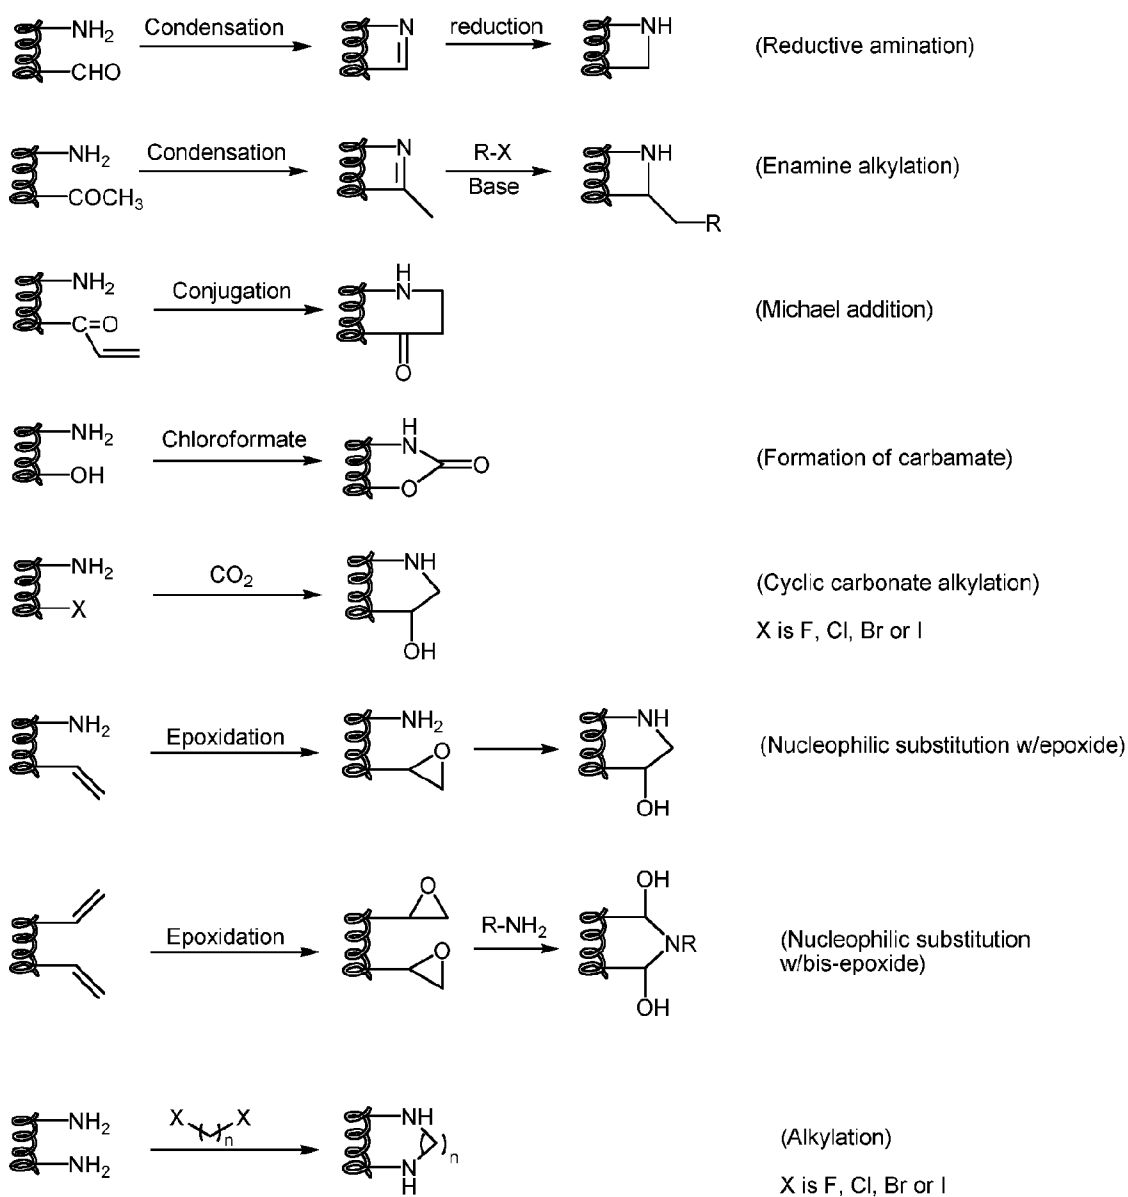 NH2 Condensation N reduction NH
CHO
(Reductive amination)
NH2 Condensation N R-X NH
COCH3 Base
R
(Enamine alkylation)
NH2 Conjugation H
N
C=O
O
(Michael addition)
NH2 Chloroformate H
N
OH O
O
(Formation of carbamate)
NH2 CO2 NH
X
OH
(Cyclic carbonate alkylation)
X is F, Cl, Br or I
NH2 Epoxidation NH2 NH
O
OH
(Nucleophilic substitution w/epoxide)
OH
O
Epoxidation O R-NH2 NR
OH
(Nucleophilic substitution
w/bis-epoxide)
NH2 X X NH
n
NH2 n
N
H
(Alkylation)
X is F, Cl, Br or I